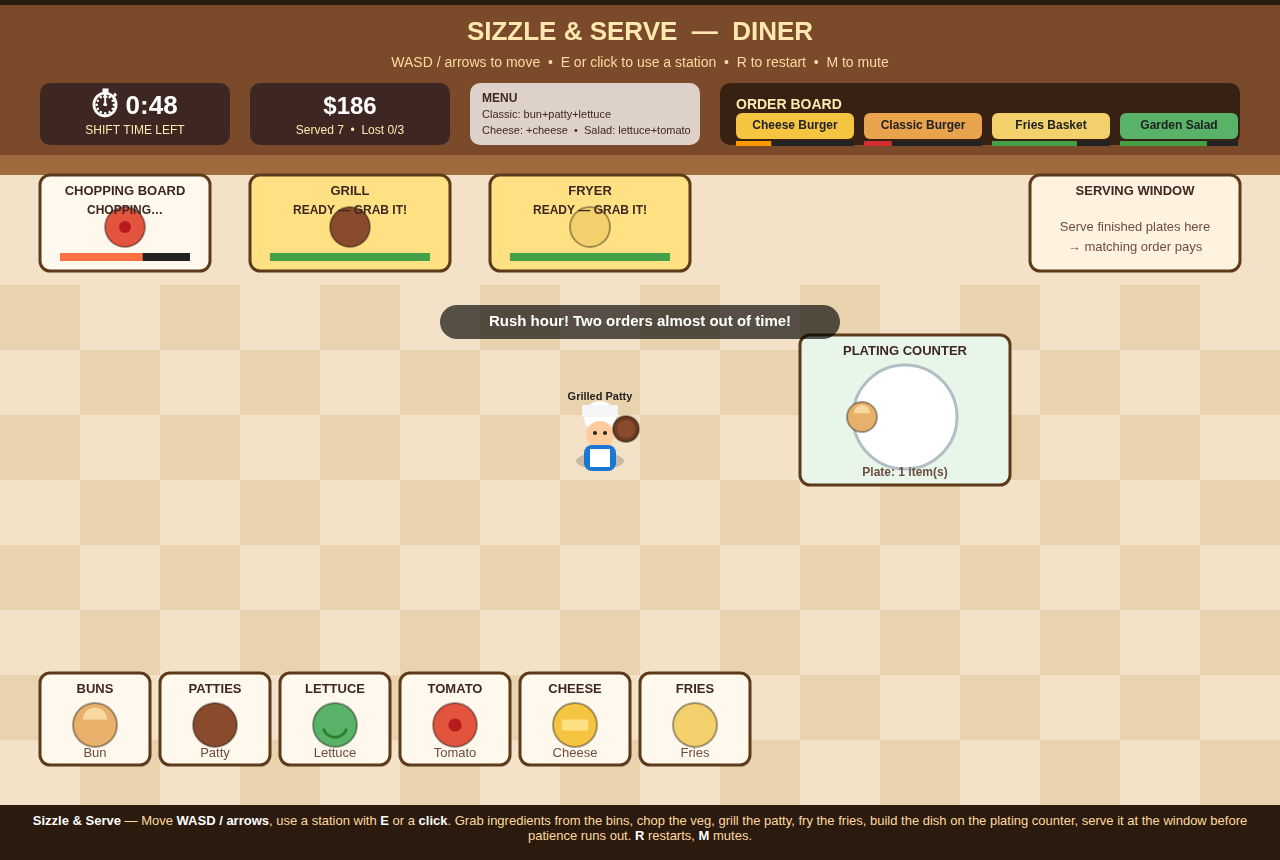 SIZZLE & SERVE — DINER
WASD / arrows to move • E or click to use a station • R to restart • M to mute
⏱ 0:48
SHIFT TIME LEFT
$186
Served 7 • Lost 0/3
MENU
Classic: bun+patty+lettuce
Cheese: +cheese • Salad: lettuce+tomato
ORDER BOARD
Cheese Burger
Classic Burger
Fries Basket
Garden Salad
CHOPPING BOARD
CHOPPING…
GRILL
READY — GRAB IT!
FRYER
READY — GRAB IT!
SERVING WINDOW
Serve finished plates here
→ matching order pays
Rush hour! Two orders almost out of time!
PLATING COUNTER
Plate: 1 item(s)
Grilled Patty
BUNS
Bun
PATTIES
Patty
LETTUCE
Lettuce
TOMATO
Tomato
CHEESE
Cheese
FRIES
Fries
Sizzle & Serve — Move WASD / arrows, use a station with E or a click. Grab ingredients from the bins, chop the veg, grill the patty, fry the fries, build the dish on the plating counter, serve it at the window before
patience runs out. R restarts, M mutes.